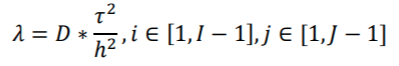 λ = D * τ²/h², i ∈ [1, I − 1], j ∈ [1, J − 1]